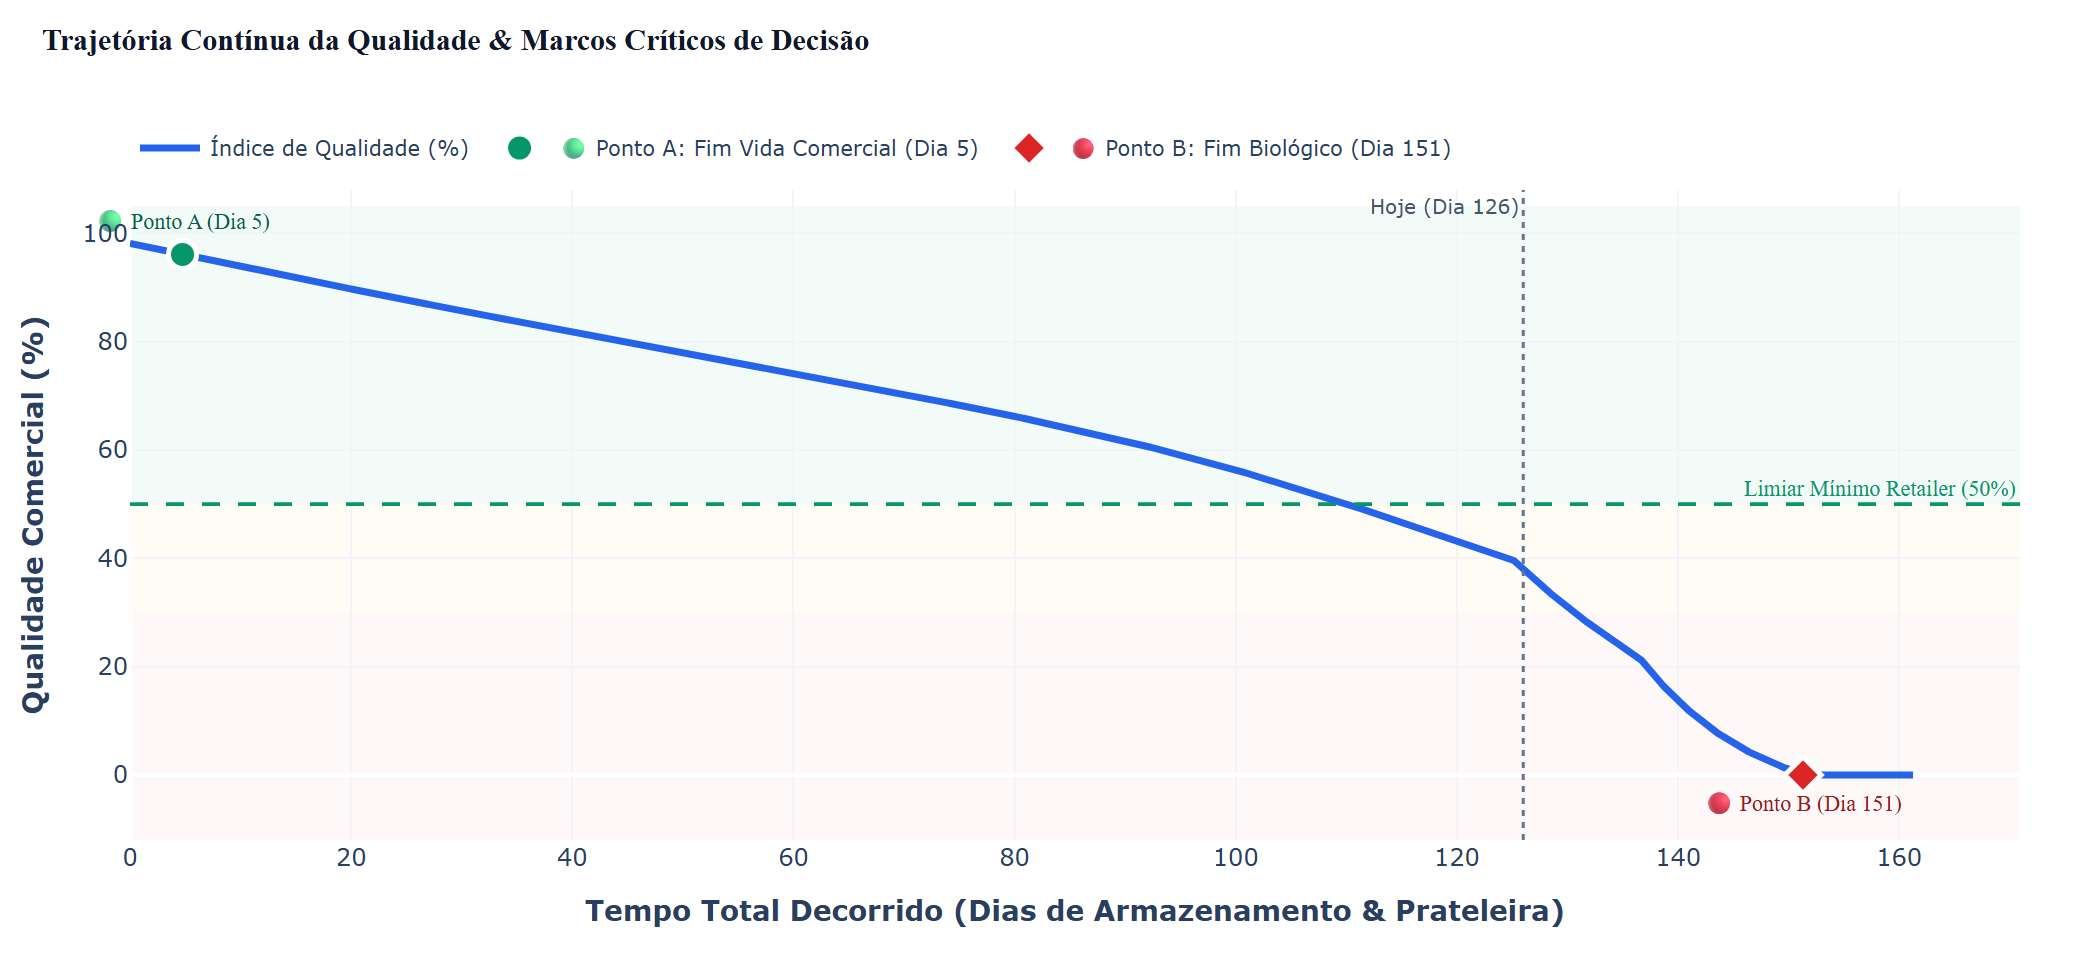 Trajetória Contínua da Qualidade & Marcos Críticos de Decisão
Índice de Qualidade (%)
Ponto A: Fim Vida Comercial (Dia 5)
Ponto B: Fim Biológico (Dia 151)
Hoje (Dia 126)
Ponto A (Dia 5)
100
80
60
Limiar Mínimo Retailer (50%)
40
20
0
Ponto B (Dia 151)
Qualidade Comercial (%)
0 20 40 60 80 100 120 140 160
Tempo Total Decorrido (Dias de Armazenamento & Prateleira)